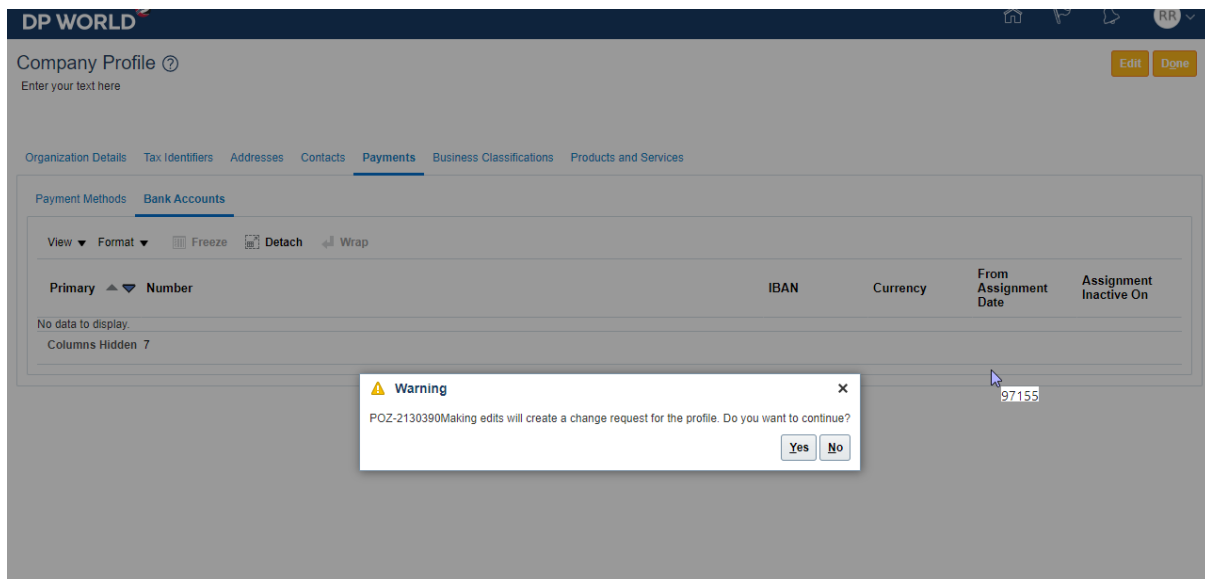 DP WORLD
RR
Company Profile
Edit Done
Enter your text here
Organization Details Tax Identifiers Addresses Contacts Payments Business Classifications Products and Services
Payment Methods Bank Accounts
View Format Freeze Detach Wrap
Primary Number IBAN Currency From Assignment Date Assignment Inactive On
No data to display.
Columns Hidden 7
Warning
POZ-2130390Making edits will create a change request for the profile. Do you want to continue?
Yes No
97155